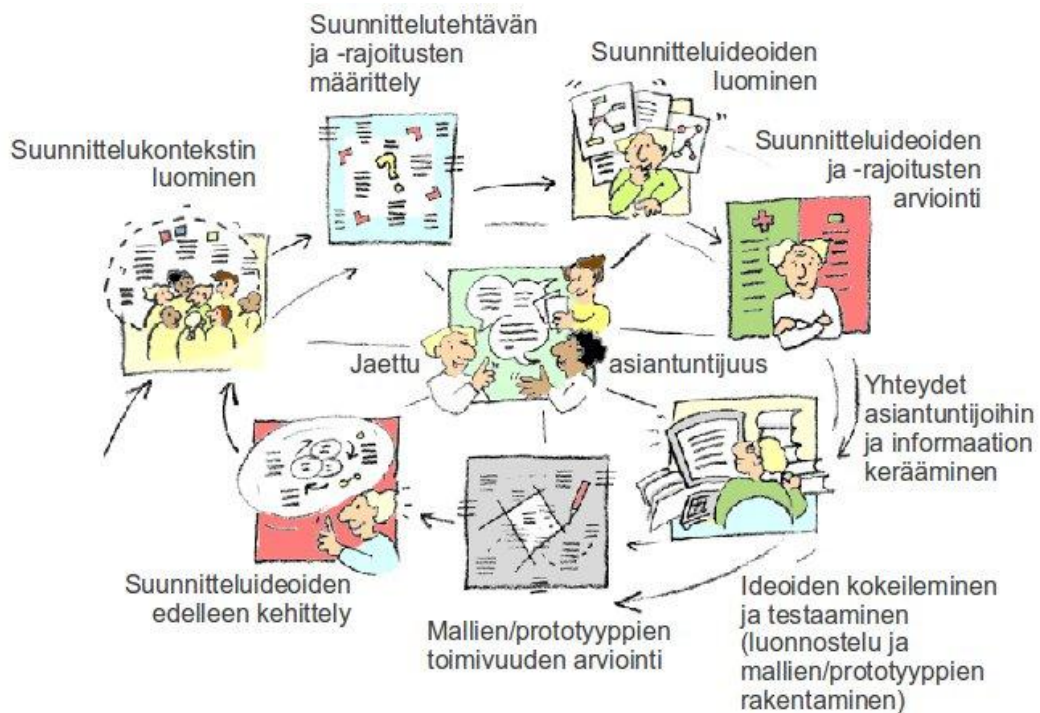 Suunnittelukontekstin
luominen
Suunnittelutehtävän
ja -rajoitusten
määrittely
Suunnitteluideoiden
luominen
Suunnitteluideoiden
ja -rajoitusten
arviointi
Jaettu
asiantuntijuus
Yhteydet
asiantuntijoihin
ja informaation
kerääminen
Ideoiden kokeileminen
ja testaaminen
(luonnostelu ja
mallien/prototyyppien
rakentaminen)
Mallien/prototyyppien
toimivuuden arviointi
Suunnitteluideoiden
edelleen kehittely